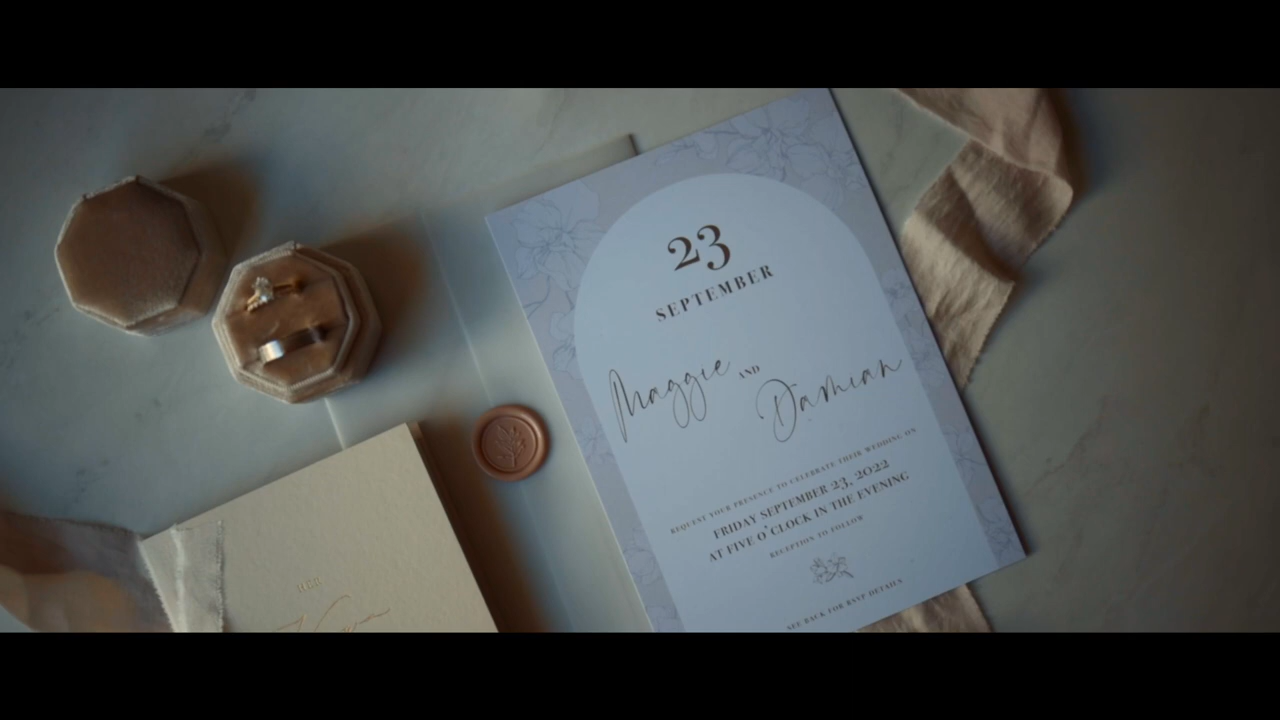 23
SEPTEMBER
Maggie AND Damian
REQUEST YOUR PRESENCE TO CELEBRATE THEIR WEDDING ON
FRIDAY SEPTEMBER 23, 2022
AT FIVE O'CLOCK IN THE EVENING
RECEPTION TO FOLLOW
SEE BACK FOR RSVP DETAILS